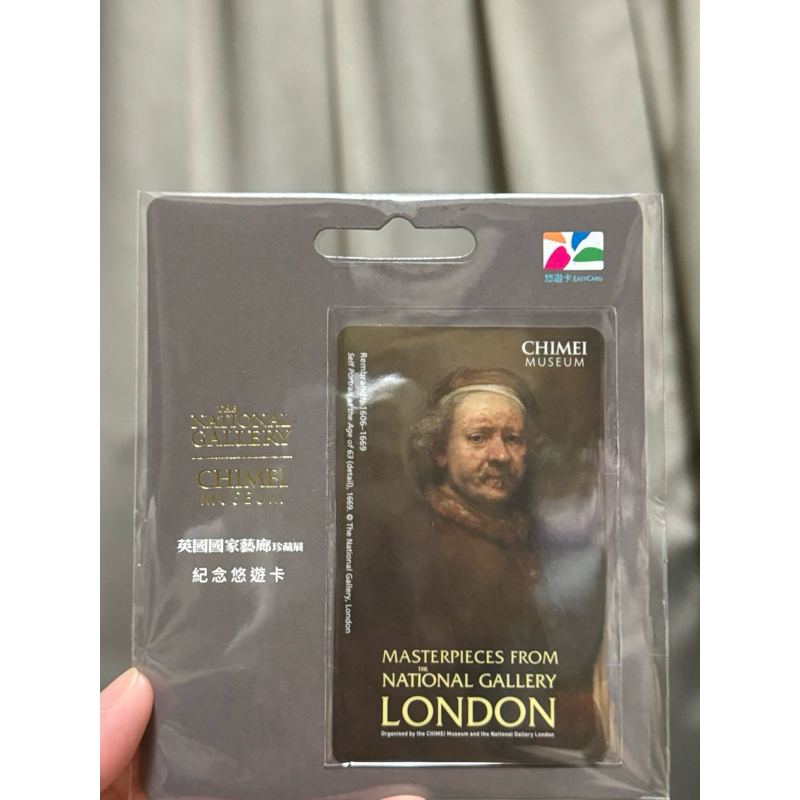 悠遊卡 EASYCARD
THE
NATIONAL
GALLERY
CHIMEI
MUSEUM
英國國家藝廊珍藏展
紀念悠遊卡
CHIMEI
MUSEUM
Rembrandt, 1606–1669
Self Portrait at the Age of 63 (detail), 1669. © The National Gallery, London
MASTERPIECES FROM
THE
NATIONAL GALLERY
LONDON
Organised by the CHIMEI Museum and the National Gallery London